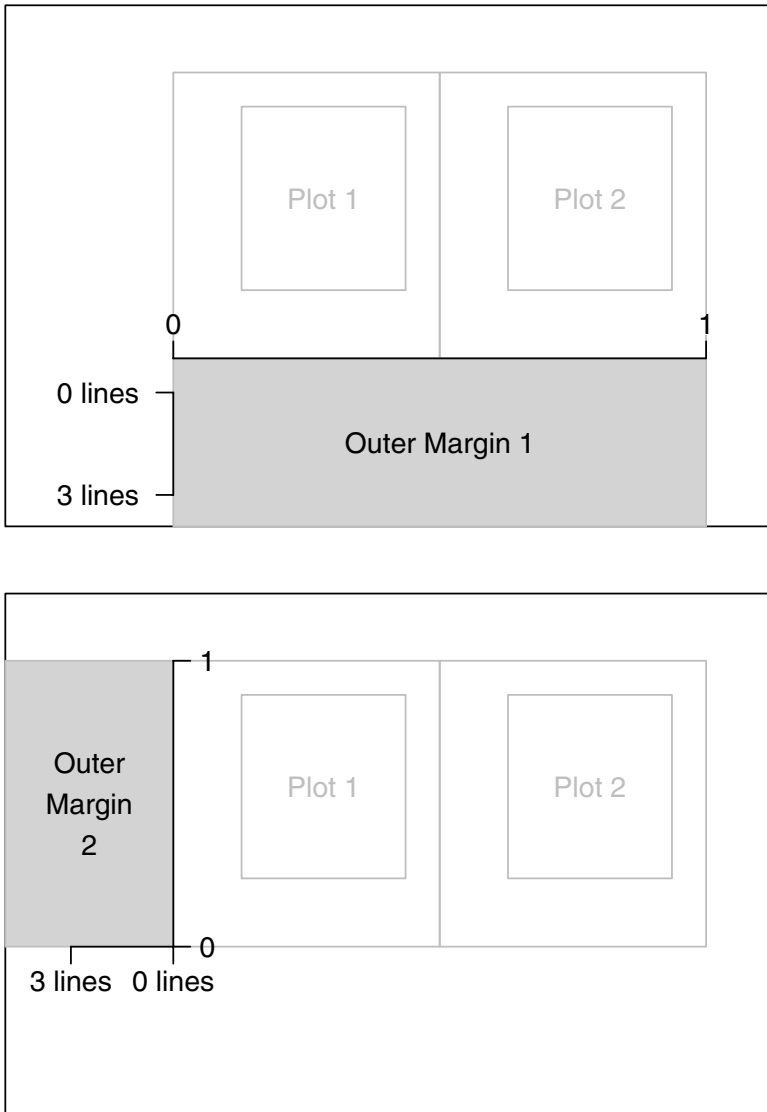 Plot 1
Plot 2
0
1
0 lines
Outer Margin 1
3 lines
1
Outer
Margin
2
Plot 1
Plot 2
0
3 lines
0 lines